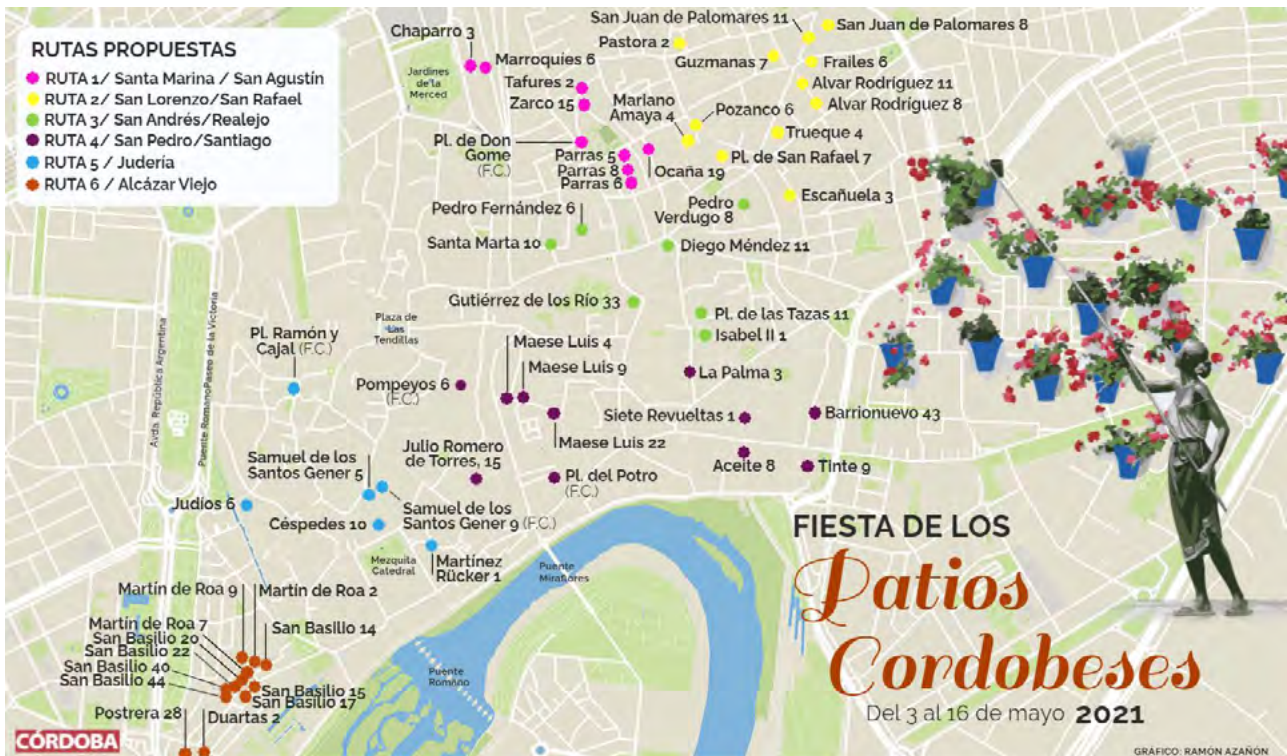 RUTAS PROPUESTAS
RUTA 1/ Santa Marina / San Agustín
RUTA 2/ San Lorenzo/San Rafael
RUTA 3/ San Andrés/Realejo
RUTA 4/ San Pedro/Santiago
RUTA 5 / Judería
RUTA 6 / Alcázar Viejo
Chaparro 3
Marroquíes 6
Jardines
de la
Merced
Tafures 2
Zarco 15
Pl. de Don
Gome
(F.C.)
Parras 5
Parras 8
Parras 6
Ocaña 19
San Juan de Palomares 11
San Juan de Palomares 8
Pastora 2
Guzmanas 7
Frailes 6
Alvar Rodríguez 11
Alvar Rodríguez 8
Mariano
Amaya 4
Pozanco 6
Trueque 4
Pl. de San Rafael 7
Escañuela 3
Pedro Fernández 6
Pedro
Verdugo 8
Santa Marta 10
Diego Méndez 11
Gutiérrez de los Río 33
Pl. de las Tazas 11
Isabel II 1
Avda. República Argentina
Puente RomanoPaseo de la Victoria
Plaza de
Las
Tendillas
Pl. Ramón y
Cajal (F.C.)
Maese Luis 4
Maese Luis 9
La Palma 3
Pompeyos 6
(F.C.)
Siete Revueltas 1
Barrionuevo 43
Maese Luis 22
Julio Romero
de Torres, 15
Aceite 8
Tinte 9
Pl. del Potro
(F.C.)
Samuel de los
Santos Gener 5
Judíos 6
Samuel de los
Santos Gener 9 (F.C.)
Céspedes 10
Mezquita
Catedral
Martínez
Rücker 1
Puente
Miraflores
Puente
Romano
Martín de Roa 9
Martín de Roa 2
Martín de Roa 7
San Basilio 14
San Basilio 20
San Basilio 22
San Basilio 40
San Basilio 44
San Basilio 15
San Basilio 17
Postrera 28
Duartas 2
FIESTA DE LOS
Patios
Cordobeses
Del 3 al 16 de mayo 2021
CÓRDOBA
GRÁFICO: RAMÓN AZAÑÓN